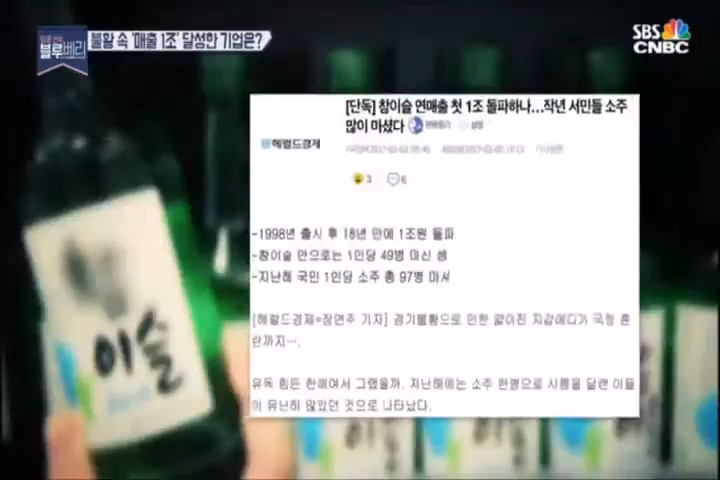 블루베리
불황 속 '매출 1조' 달성한 기업은?
SBS
CNBC
[단독] 참이슬 연매출 첫 1조 돌파하나...작년 서민들 소주
많이 마셨다
헤럴드경제
3 6
-1998년 출시 후 18년 만에 1조원 돌파
-참이슬 만으로는 1인당 49병 마신 셈
-지난해 국민 1인당 소주 총 97병 마셔
[헤럴드경제=장연주 기자] 경기불황으로 인한 얇아진 지갑에다가 국정 혼
란까지….
유독 힘든 한해여서 그랬을까. 지난해에는 소주 한병으로 시름을 달랜 이들
이 유난히 많았던 것으로 나타났다.
이슬